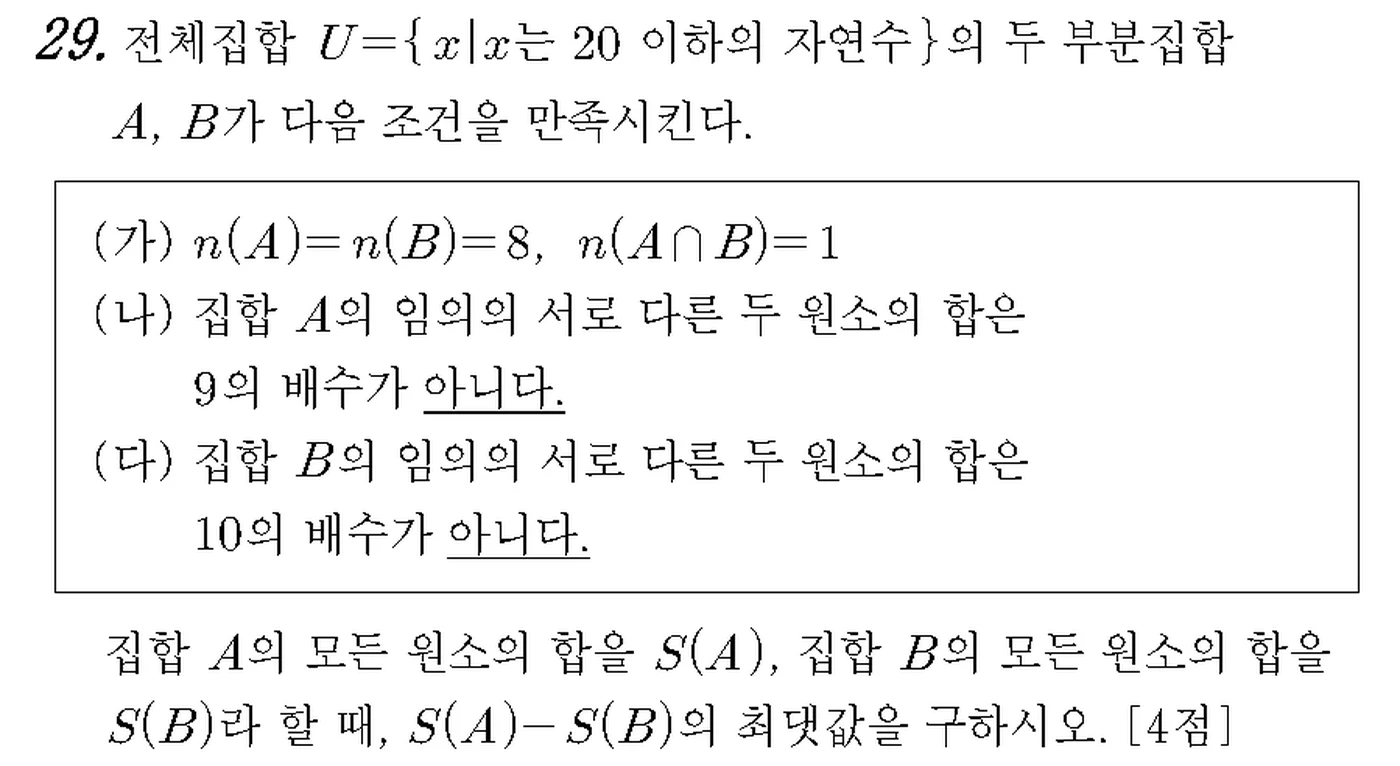 29. 전체집합 U={x|x는 20 이하의 자연수}의 두 부분집합
A, B가 다음 조건을 만족시킨다.
(가) n(A)=n(B)=8, n(A∩B)=1
(나) 집합 A의 임의의 서로 다른 두 원소의 합은
9의 배수가 아니다.
(다) 집합 B의 임의의 서로 다른 두 원소의 합은
10의 배수가 아니다.
집합 A의 모든 원소의 합을 S(A), 집합 B의 모든 원소의 합을
S(B)라 할 때, S(A)-S(B)의 최댓값을 구하시오. [4점]